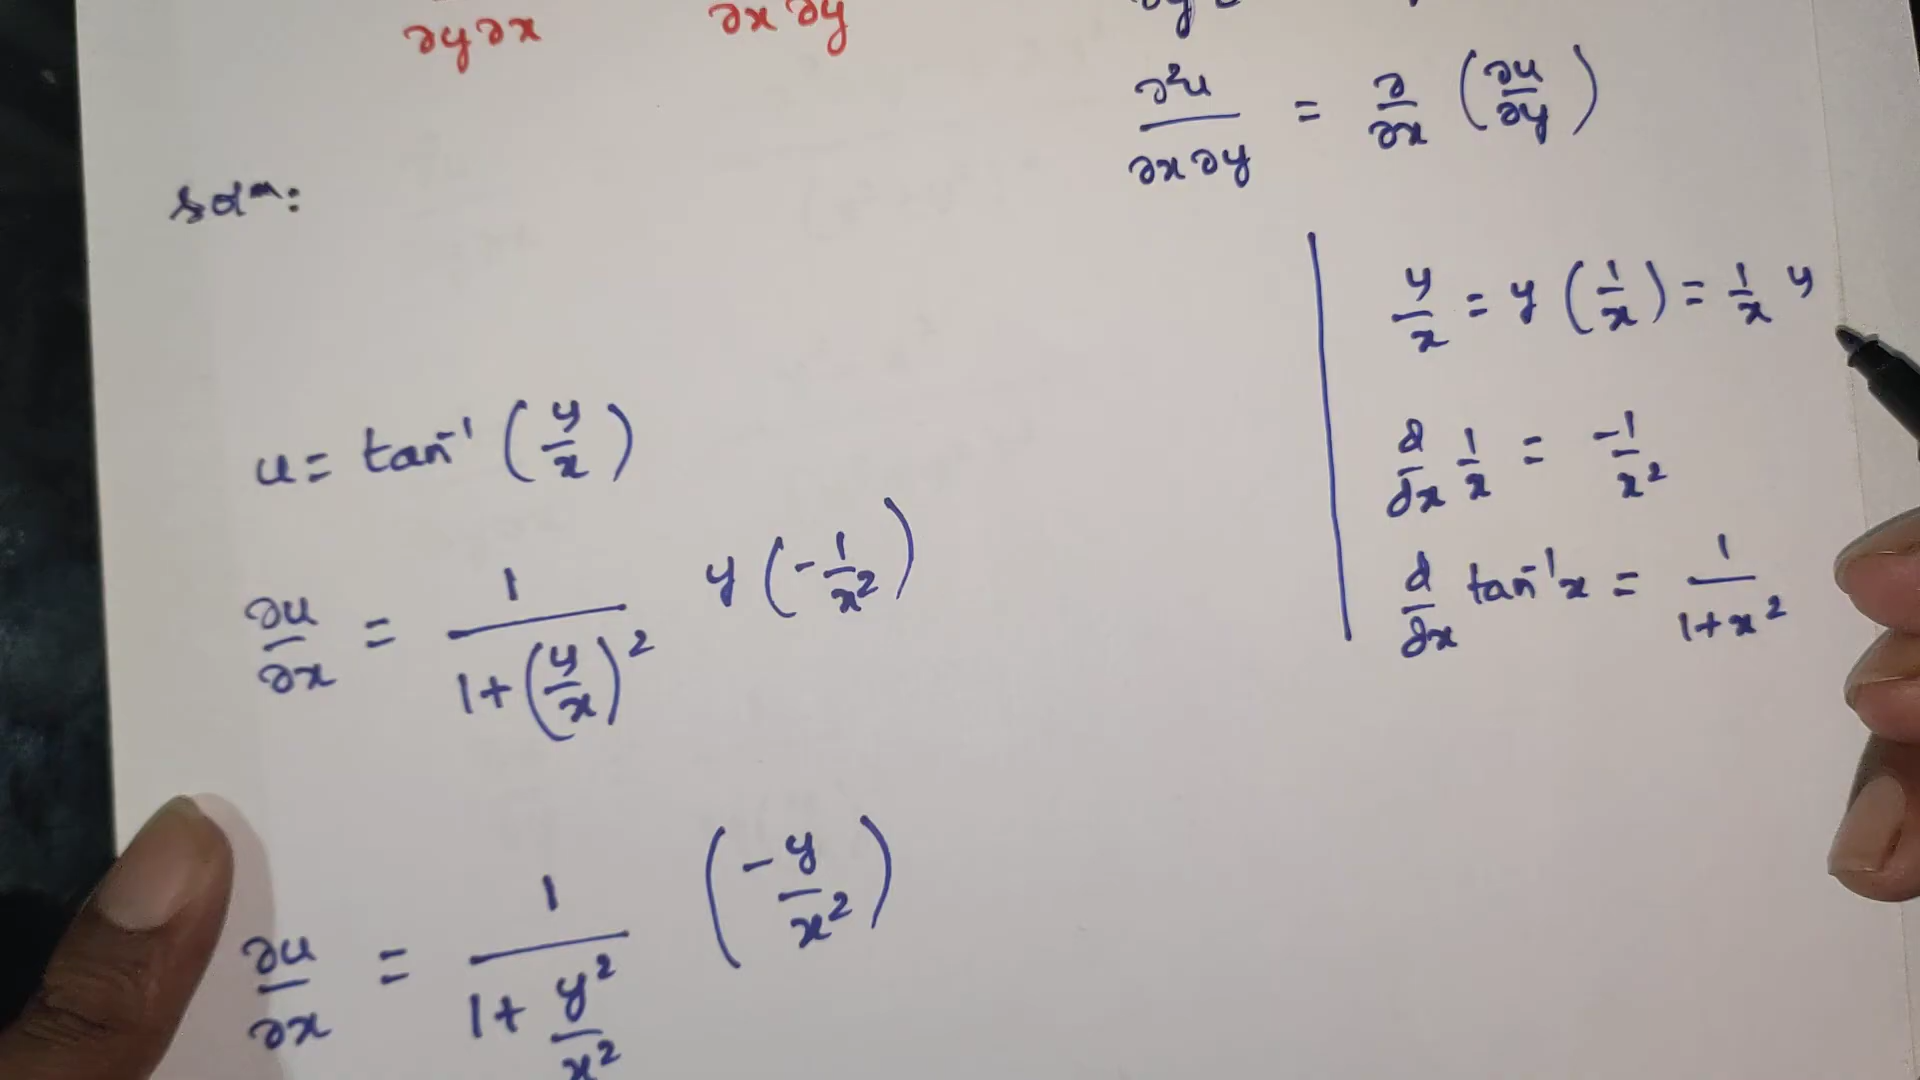 ∂y∂x ∂x∂y
∂²u/∂x∂y = ∂/∂x (∂u/∂y)
Solⁿ:
y/x = y (1/x) = 1/x y
u = tan⁻¹ (y/x)
d/dx 1/x = -1/x²
d/dx tan⁻¹x = 1/1+x²
∂u/∂x = 1/1+(y/x)² y (-1/x²)
∂u/∂x = 1/1+y²/x² (-y/x²)